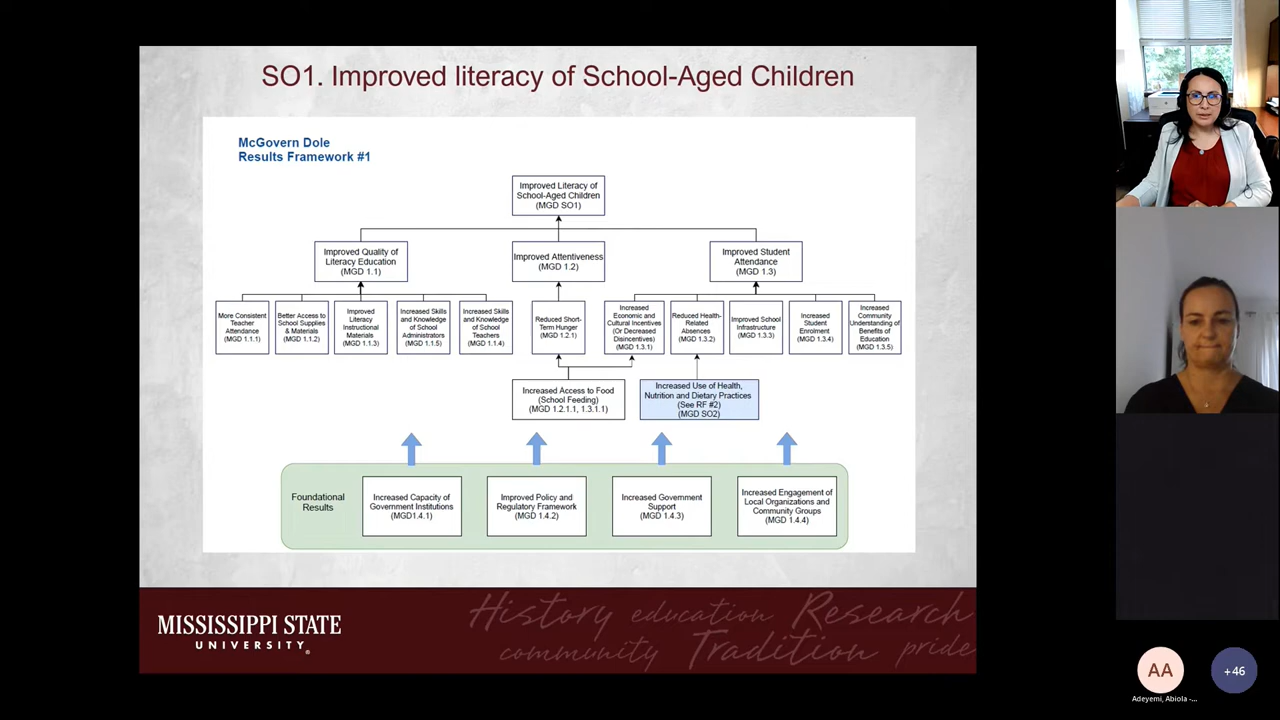 SO1. Improved literacy of School-Aged Children
McGovern Dole
Results Framework #1
Improved Literacy of
School-Aged Children
(MGD SO1)
Improved Quality of
Literacy Education
(MGD 1.1)
Improved Attentiveness
(MGD 1.2)
Improved Student
Attendance
(MGD 1.3)
More Consistent
Teacher
Attendance
(MGD 1.1.1)
Better Access to
School Supplies
& Materials
(MGD 1.1.2)
Improved
Literacy
Instructional
Materials
(MGD 1.1.3)
Increased Skills
and Knowledge
of School
Administrators
(MGD 1.1.5)
Increased Skills
and Knowledge
of School
Teachers
(MGD 1.1.4)
Reduced Short-
Term Hunger
(MGD 1.2.1)
Increased
Economic and
Cultural Incentives
(Or Decreased
Disincentives)
(MGD 1.3.1)
Reduced Health-
Related
Absences
(MGD 1.3.2)
Improved School
Infrastructure
(MGD 1.3.3)
Increased
Student
Enrolment
(MGD 1.3.4)
Increased
Community
Understanding of
Benefits of
Education
(MGD 1.3.5)
Increased Access to Food
(School Feeding)
(MGD 1.2.1.1, 1.3.1.1)
Increased Use of Health,
Nutrition and Dietary Practices
(See RF #2)
(MGD SO2)
Foundational
Results
Increased Capacity of
Government Institutions
(MGD1.4.1)
Improved Policy and
Regulatory Framework
(MGD 1.4.2)
Increased Government
Support
(MGD 1.4.3)
Increased Engagement of
Local Organizations and
Community Groups
(MGD 1.4.4)
MISSISSIPPI STATE
UNIVERSITY®
History education Research
community Tradition pride
AA
+46
Adeyemi, Abiola -...